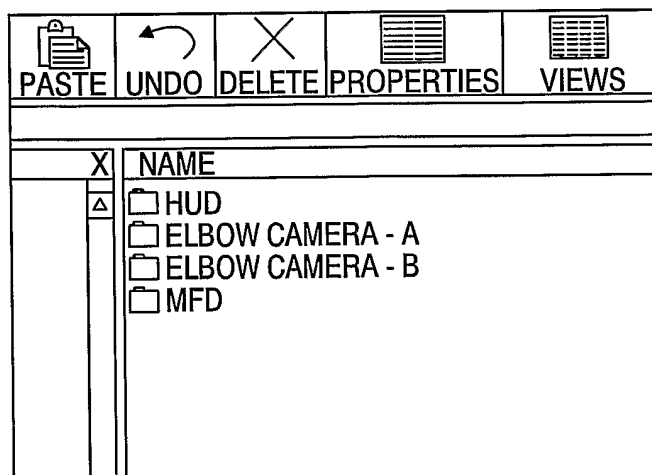 PASTE UNDO DELETE PROPERTIES VIEWS
X NAME
HUD
ELBOW CAMERA - A
ELBOW CAMERA - B
MFD